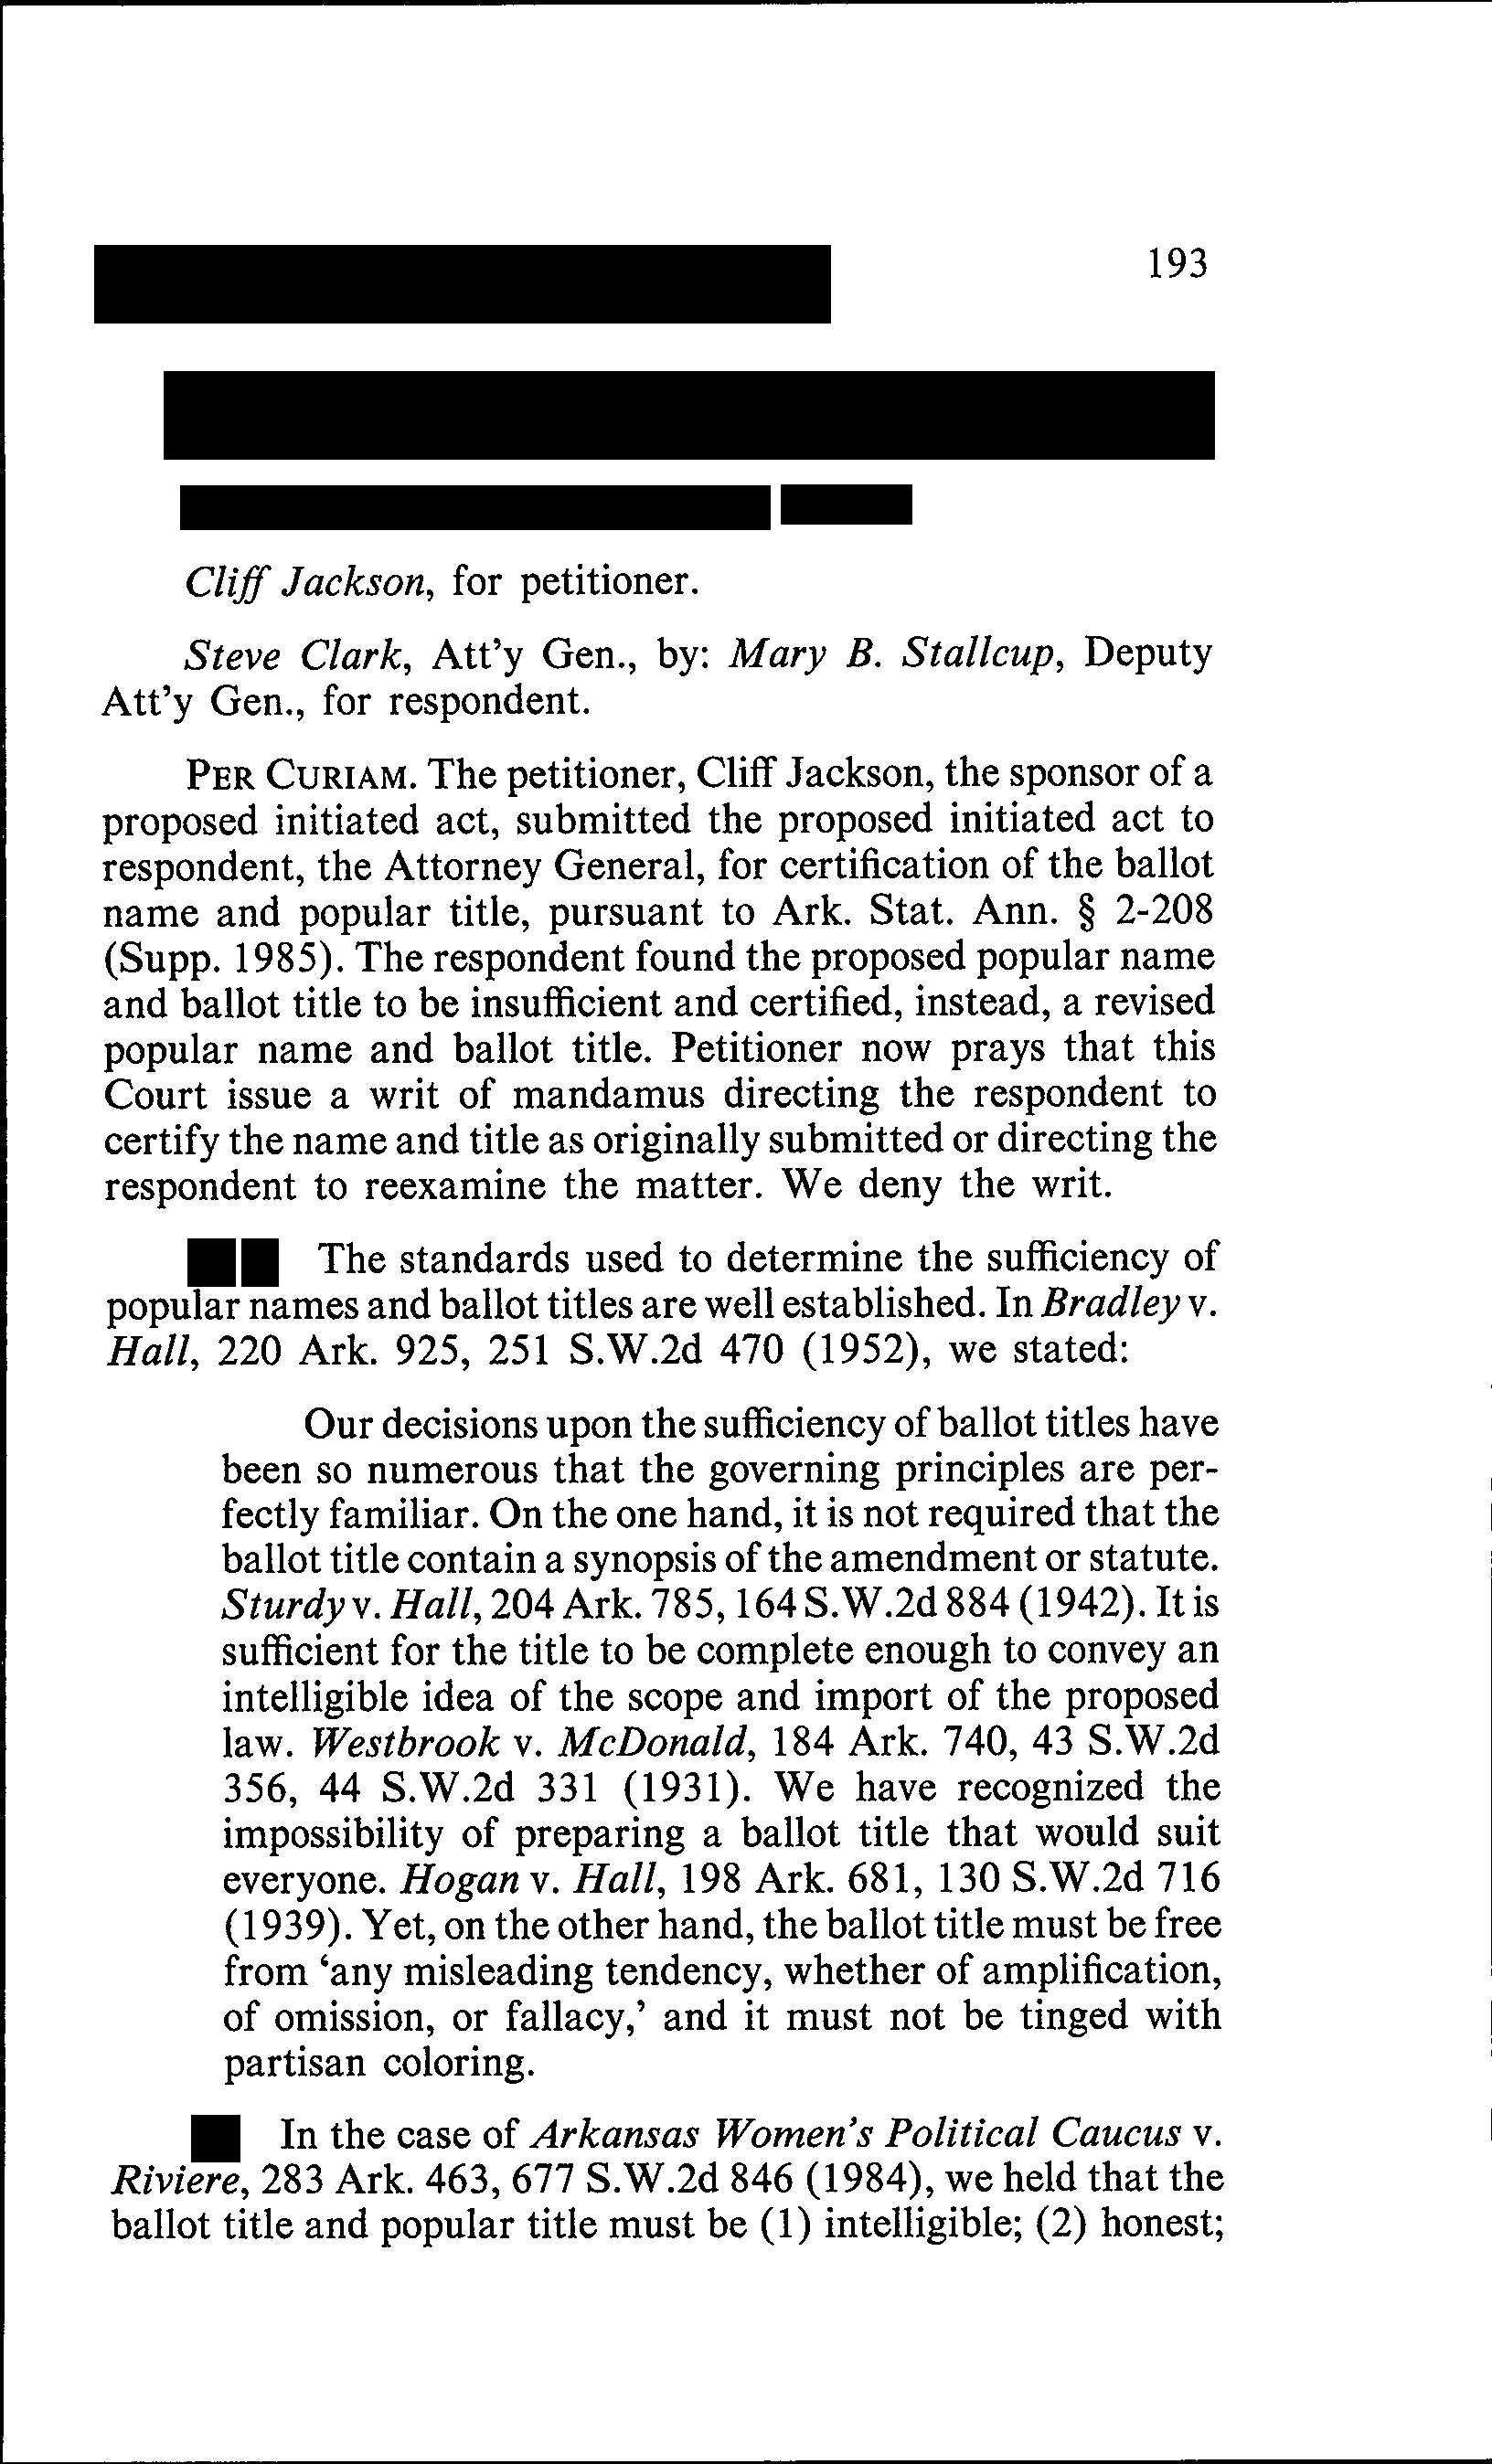 193
Cliff Jackson, for petitioner.
Steve Clark, Att'y Gen., by: Mary B. Stallcup, Deputy
Att'y Gen., for respondent.
PER CURIAM. The petitioner, Cliff Jackson, the sponsor of a
proposed initiated act, submitted the proposed initiated act to
respondent, the Attorney General, for certification of the ballot
name and popular title, pursuant to Ark. Stat. Ann. § 2-208
(Supp. 1985). The respondent found the proposed popular name
and ballot title to be insufficient and certified, instead, a revised
popular name and ballot title. Petitioner now prays that this
Court issue a writ of mandamus directing the respondent to
certify the name and title as originally submitted or directing the
respondent to reexamine the matter. We deny the writ.
The standards used to determine the sufficiency of
popular names and ballot titles are well established. In Bradley v.
Hall, 220 Ark. 925, 251 S.W.2d 470 (1952), we stated:
Our decisions upon the sufficiency of ballot titles have
been so numerous that the governing principles are per-
fectly familiar. On the one hand, it is not required that the
ballot title contain a synopsis of the amendment or statute.
Sturdy v. Hall, 204 Ark. 785, 164 S.W.2d 884 (1942). It is
sufficient for the title to be complete enough to convey an
intelligible idea of the scope and import of the proposed
law. Westbrook v. McDonald, 184 Ark. 740, 43 S.W.2d
356, 44 S.W.2d 331 (1931). We have recognized the
impossibility of preparing a ballot title that would suit
everyone. Hogan v. Hall, 198 Ark. 681, 130 S.W.2d 716
(1939). Yet, on the other hand, the ballot title must be free
from 'any misleading tendency, whether of amplification,
of omission, or fallacy,' and it must not be tinged with
partisan coloring.
In the case of Arkansas Women's Political Caucus v.
Riviere, 283 Ark. 463, 677 S.W.2d 846 (1984), we held that the
ballot title and popular title must be (1) intelligible; (2) honest;